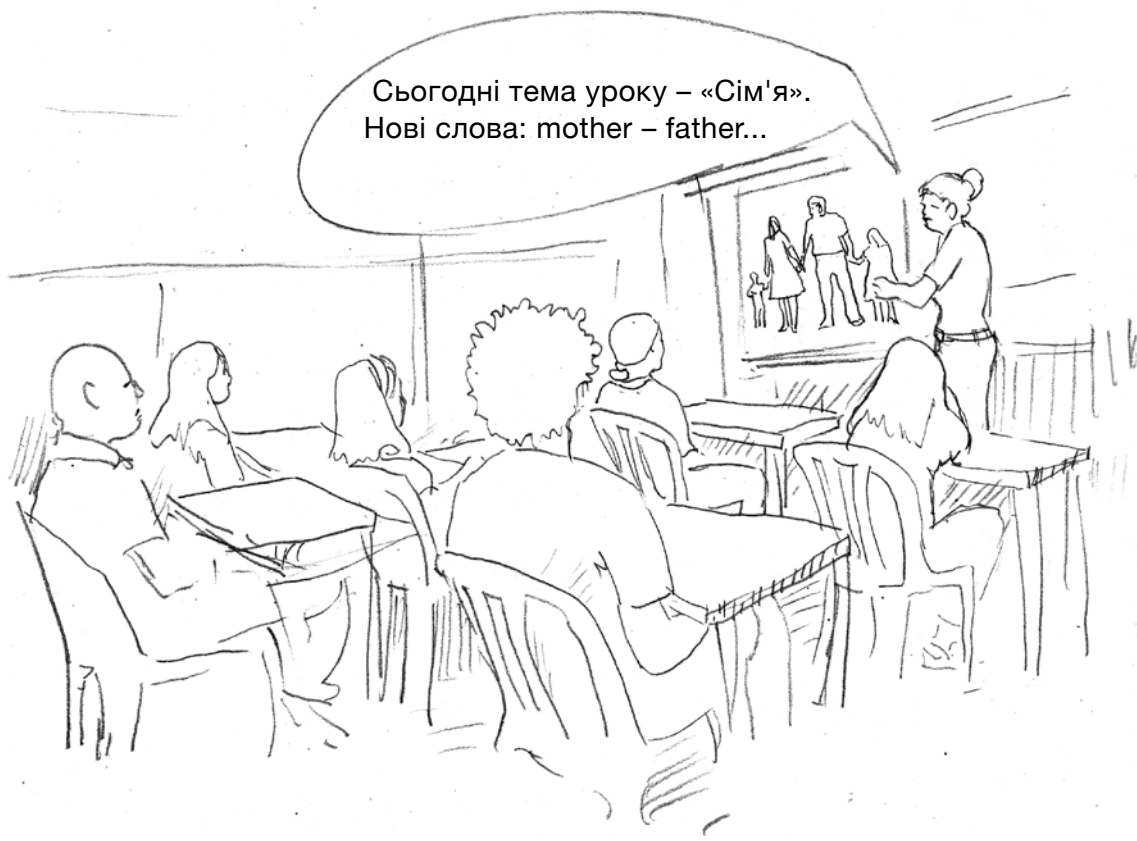 Сьогодні тема уроку – «Сім'я».
Нові слова: mother – father...